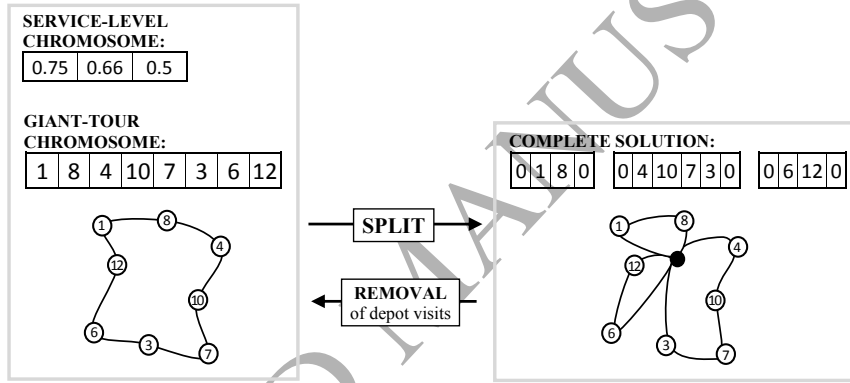 SERVICE-LEVEL
CHROMOSOME:
0.75 0.66 0.5
GIANT-TOUR
CHROMOSOME:
1 8 4 10 7 3 6 12
1
8
4
12
10
6
3
7
SPLIT
REMOVAL
of depot visits
COMPLETE SOLUTION:
0 1 8 0 0 4 10 7 3 0 0 6 12 0
1
8
4
12
10
6
3
7
MANUS